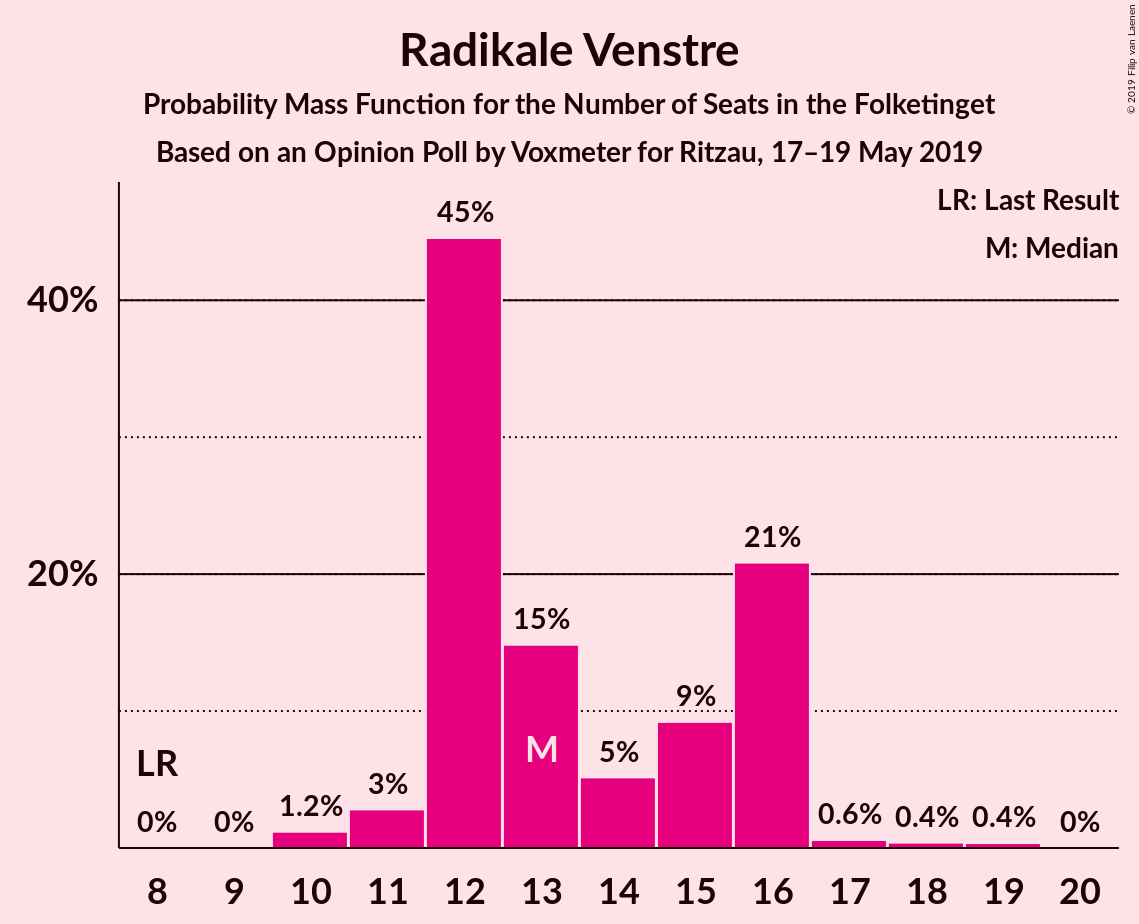 Radikale Venstre
Probability Mass Function for the Number of Seats in the Folketinget
Based on an Opinion Poll by Voxmeter for Ritzau, 17–19 May 2019
© 2019 Filip van Laenen
LR: Last Result
M: Median
40%
20%
LR
0%
0%
1.2%
3%
45%
15%
M
5%
9%
21%
0.6%
0.4%
0.4%
0%
8 9 10 11 12 13 14 15 16 17 18 19 20